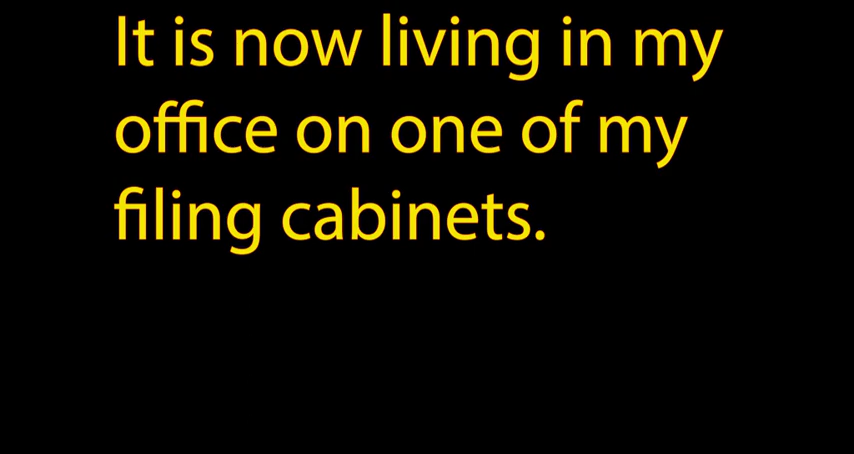 It is now living in my
office on one of my
filing cabinets.